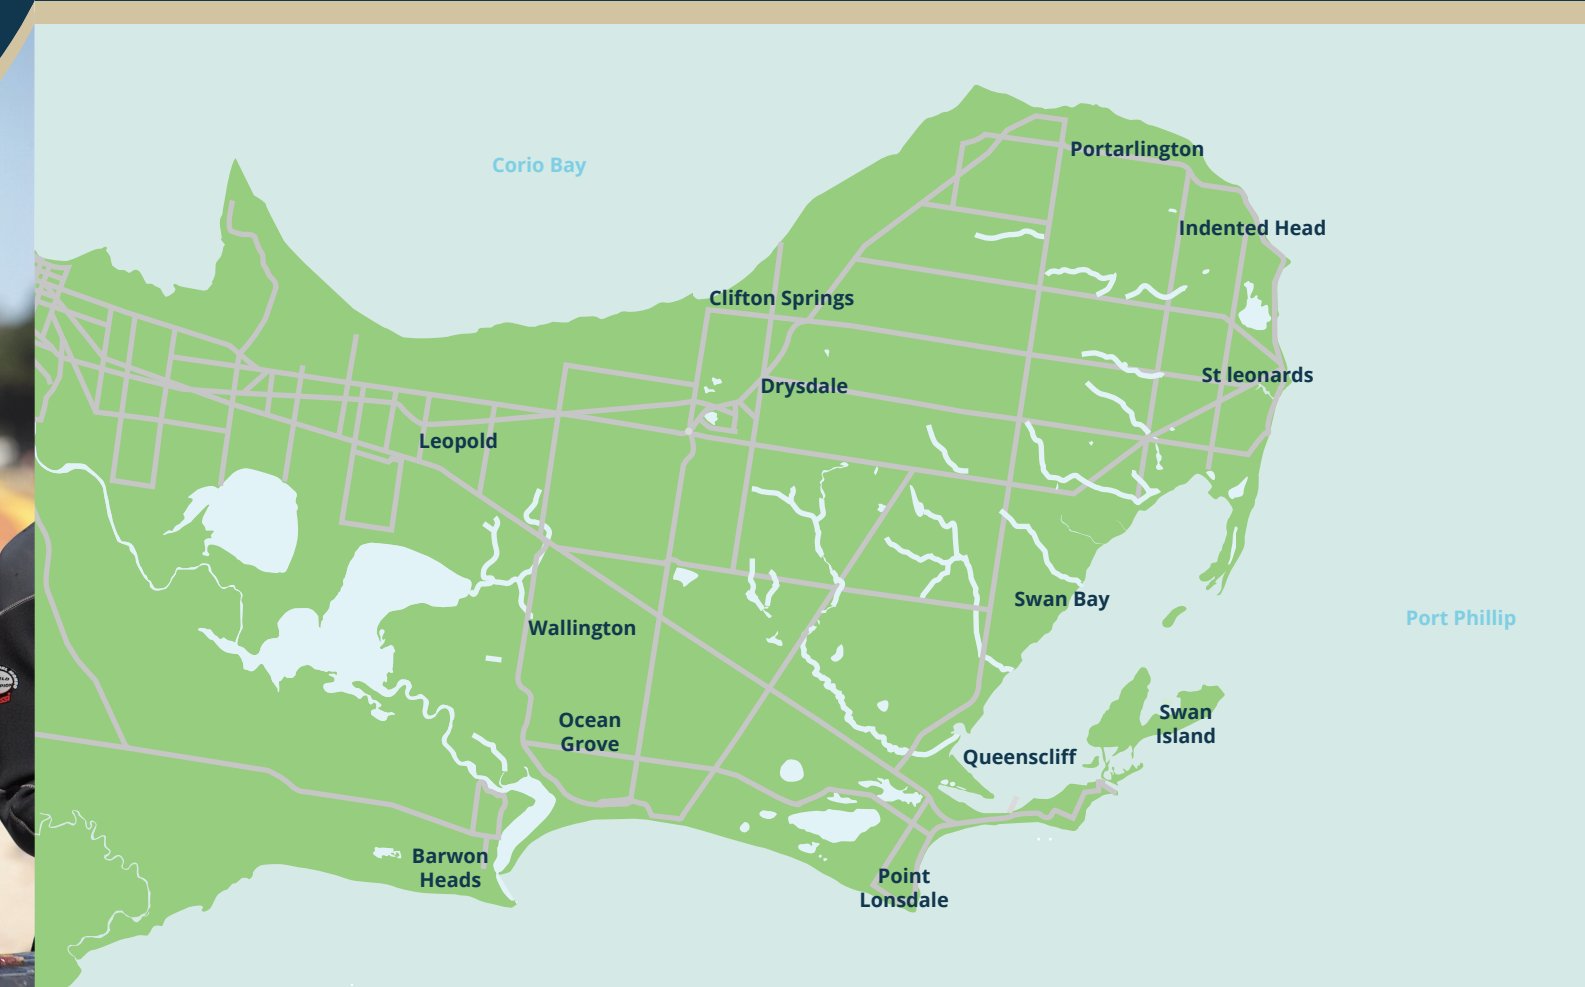 Portarlington
Corio Bay
Indented Head
Clifton Springs
St leonards
Drysdale
Leopold
Swan Bay
Port Phillip
Wallington
Swan
Island
Ocean
Grove
Queenscliff
Barwon
Heads
Point
Lonsdale